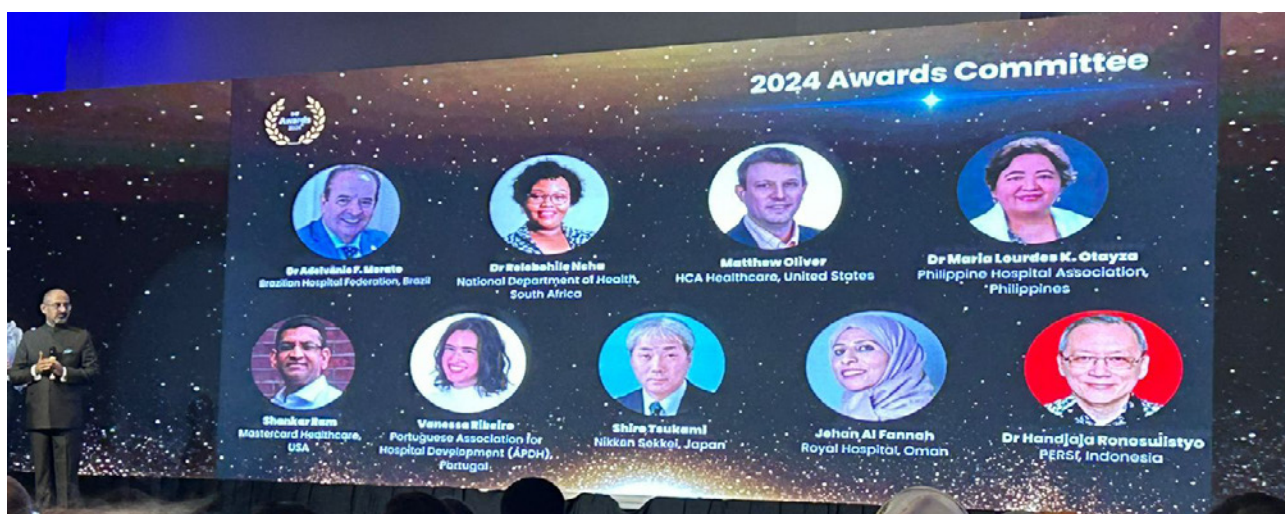 2024 Awards Committee
Awards
Dr Adelvânio F. Morato
Brazilian Hospital Federation, Brazil
Dr Relebohile Ncha
National Department of Health,
South Africa
Matthew Oliver
HCA Healthcare, United States
Dr Maria Lourdes K. Otayza
Philippine Hospital Association,
Philippines
Shankar Ram
Mastercard Healthcare,
USA
Vanessa Ribeiro
Portuguese Association for
Hospital Development (APDH),
Portugal
Shiro Tsukami
Nikken Sekkei, Japan
Jehan Al Fannah
Royal Hospital, Oman
Dr Handjaja Ronosulistyo
PERSI, Indonesia